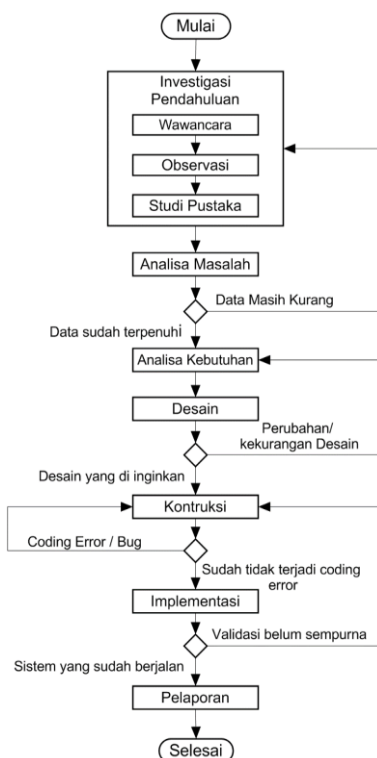 Mulai
Investigasi
Pendahuluan
Wawancara
Observasi
Studi Pustaka
Analisa Masalah
Data Masih Kurang
Data sudah terpenuhi
Analisa Kebutuhan
Desain
Perubahan/
kekurangan Desain
Desain yang di inginkan
Kontruksi
Coding Error / Bug
Sudah tidak terjadi coding
error
Implementasi
Validasi belum sempurna
Sistem yang sudah berjalan
Pelaporan
Selesai